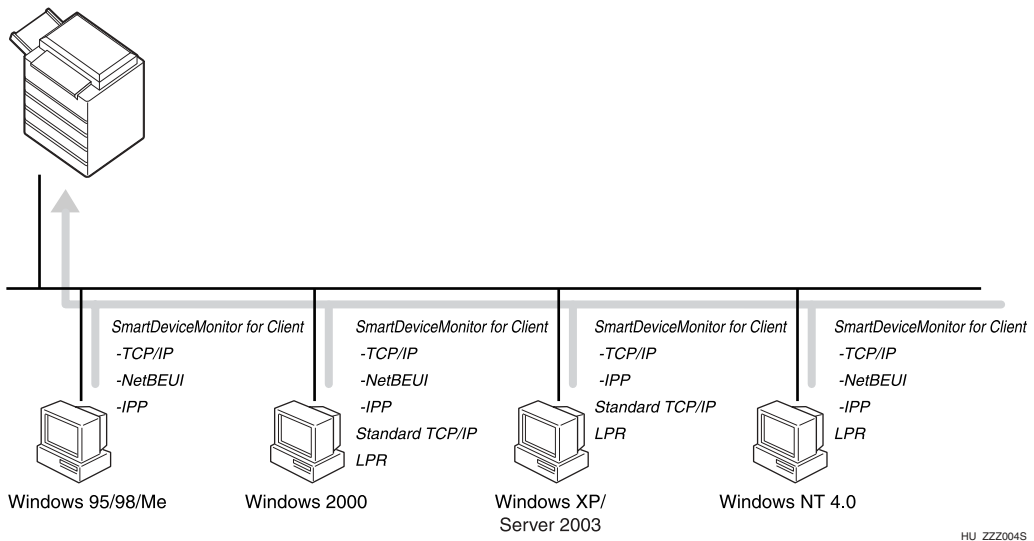 SmartDeviceMonitor for Client
-TCP/IP
-NetBEUI
-IPP
Windows 95/98/Me
SmartDeviceMonitor for Client
-TCP/IP
-NetBEUI
-IPP
Standard TCP/IP
LPR
Windows 2000
SmartDeviceMonitor for Client
-TCP/IP
-IPP
Standard TCP/IP
LPR
Windows XP/
Server 2003
SmartDeviceMonitor for Client
-TCP/IP
-NetBEUI
-IPP
LPR
Windows NT 4.0
HU_ZZZ004S